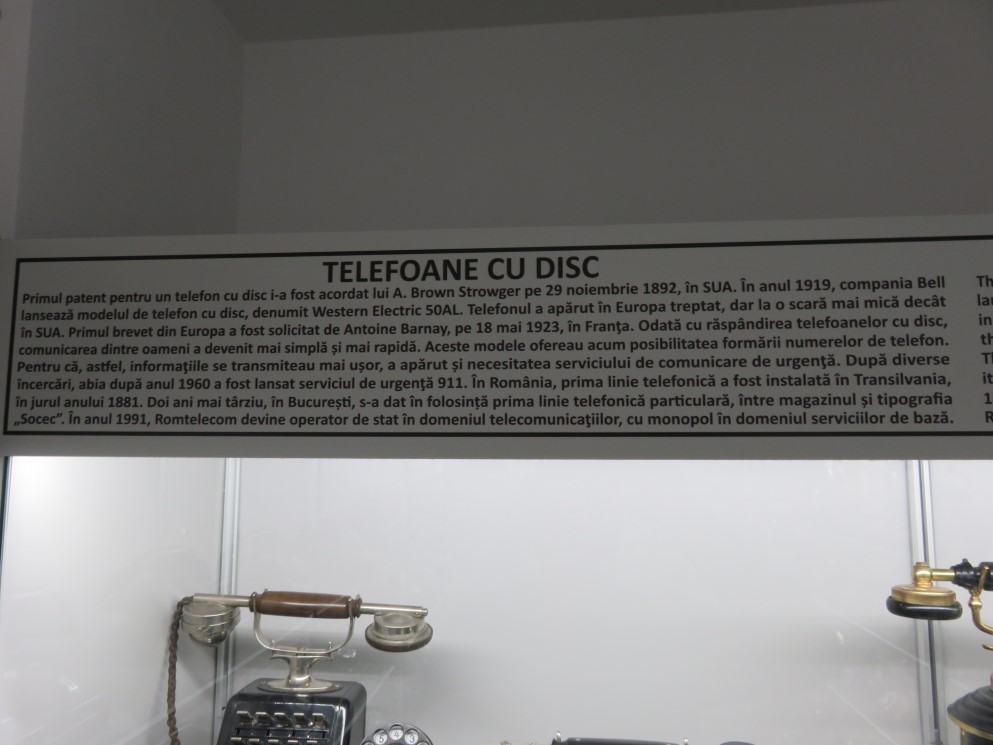 TELEFOANE CU DISC
Primul patent pentru un telefon cu disc i-a fost acordat lui A. Brown Strowger pe 29 noiembrie 1892, în SUA. În anul 1919, compania Bell
lansează modelul de telefon cu disc, denumit Western Electric 50AL. Telefonul a apărut în Europa treptat, dar la o scară mai mică decât
în SUA. Primul brevet din Europa a fost solicitat de Antoine Barnay, pe 18 mai 1923, în Franţa. Odată cu răspândirea telefoanelor cu disc,
comunicarea dintre oameni a devenit mai simplă și mai rapidă. Aceste modele ofereau acum posibilitatea formării numerelor de telefon.
Pentru că, astfel, informaţiile se transmiteau mai ușor, a apărut și necesitatea serviciului de comunicare de urgenţă. După diverse
încercări, abia după anul 1960 a fost lansat serviciul de urgenţă 911. În România, prima linie telefonică a fost instalată în Transilvania,
în jurul anului 1881. Doi ani mai târziu, în București, s-a dat în folosință prima linie telefonică particulară, între magazinul și tipografia
„Socec”. În anul 1991, Romtelecom devine operator de stat în domeniul telecomunicaţiilor, cu monopol în domeniul serviciilor de bază.
5 4 3